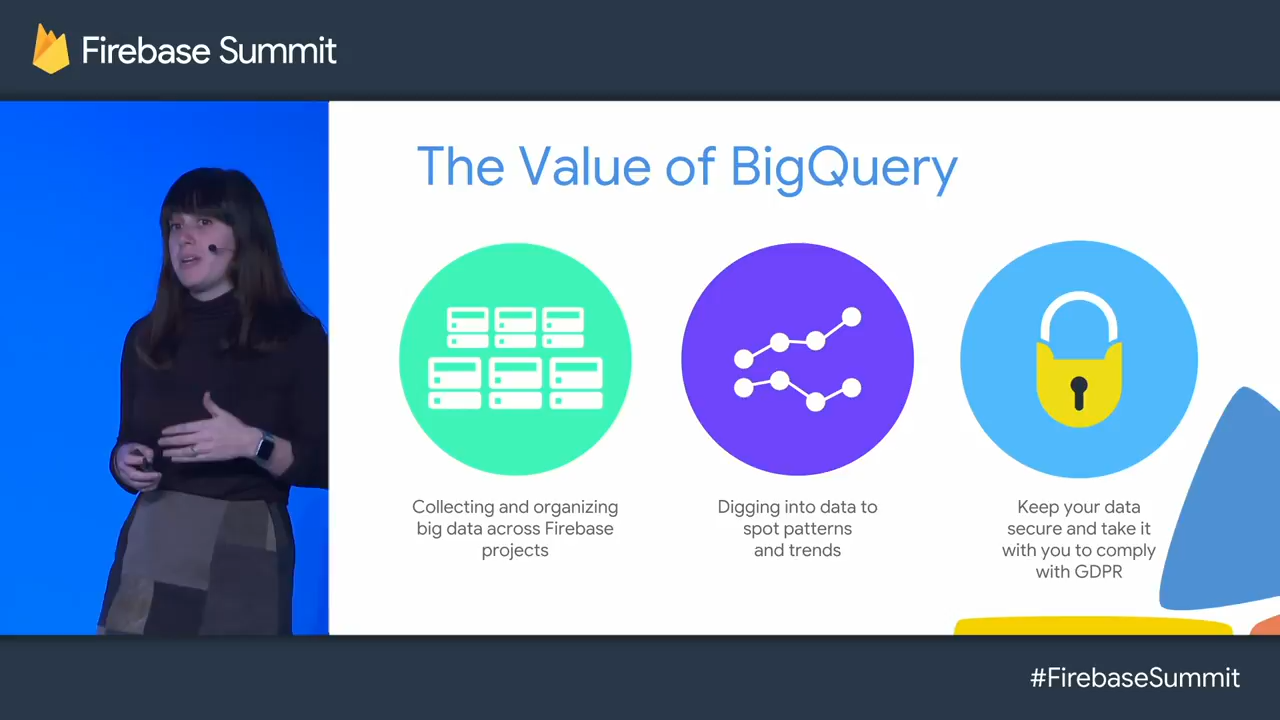 Firebase Summit
The Value of BigQuery
Collecting and organizing
big data across Firebase
projects
Digging into data to
spot patterns
and trends
Keep your data
secure and take it
with you to comply
with GDPR
#FirebaseSummit